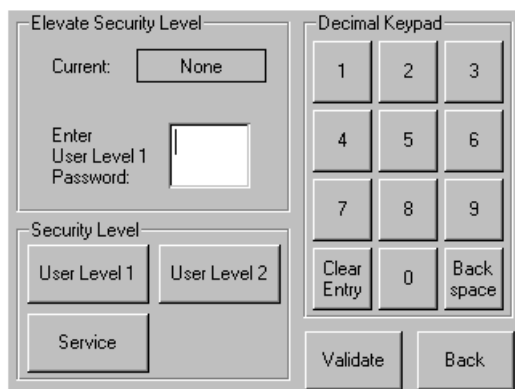 Elevate Security Level
Current: None
Enter
User Level 1
Password:
Security Level
User Level 1 User Level 2
Service
Decimal Keypad
1 2 3
4 5 6
7 8 9
Clear
Entry
0
Back
space
Validate Back